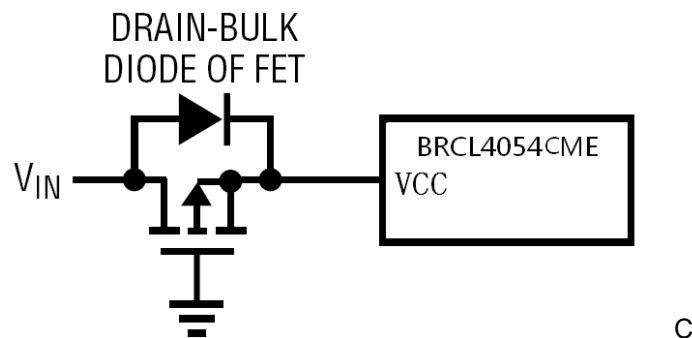 DRAIN-BULK
DIODE OF FET
BRCL4054CME
VIN
VCC
C